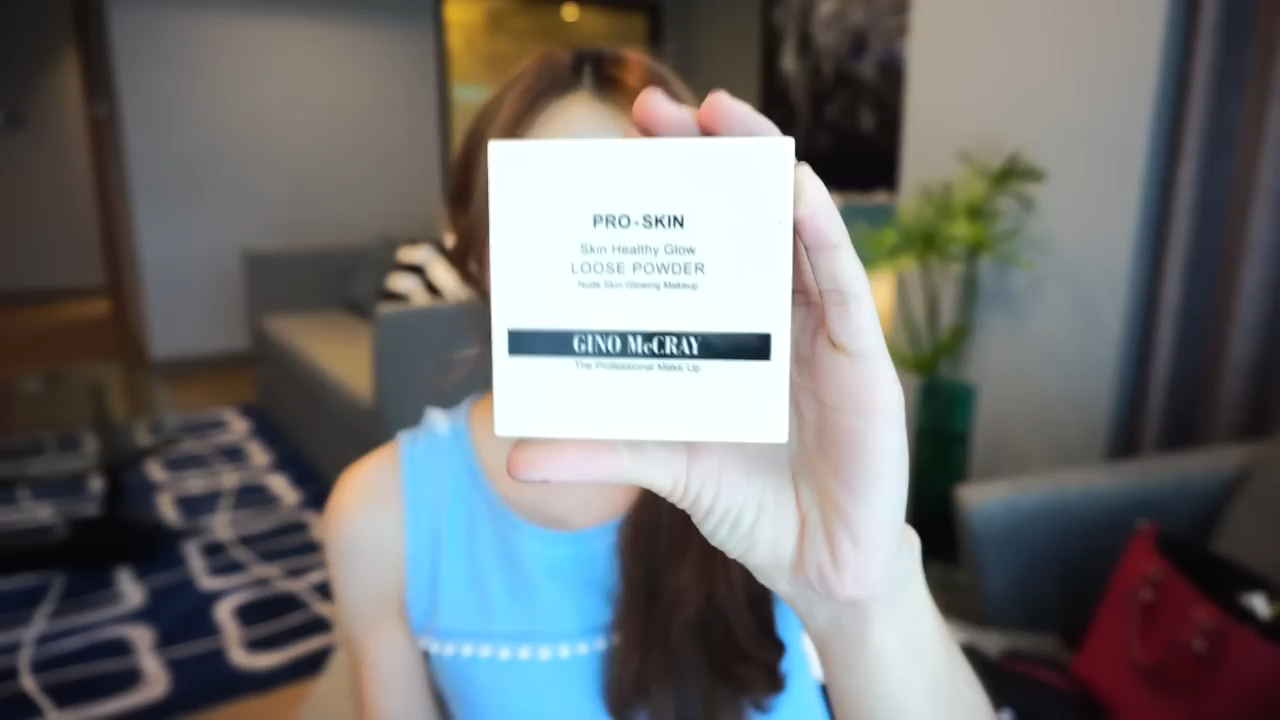 PRO-SKIN
Skin Healthy Glow
LOOSE POWDER
Nude Skin Glowing Makeup
GINO McCRAY
The Professional Make Up